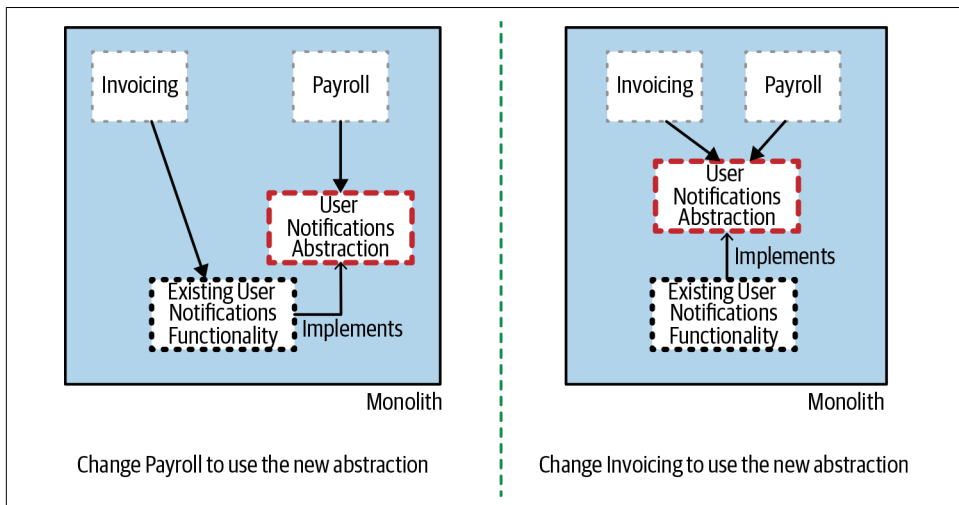 Invoicing
Payroll
User
Notifications
Abstraction
Existing User
Notifications
Functionality
Implements
Monolith
Change Payroll to use the new abstraction
Invoicing
Payroll
User
Notifications
Abstraction
Implements
Existing User
Notifications
Functionality
Monolith
Change Invoicing to use the new abstraction